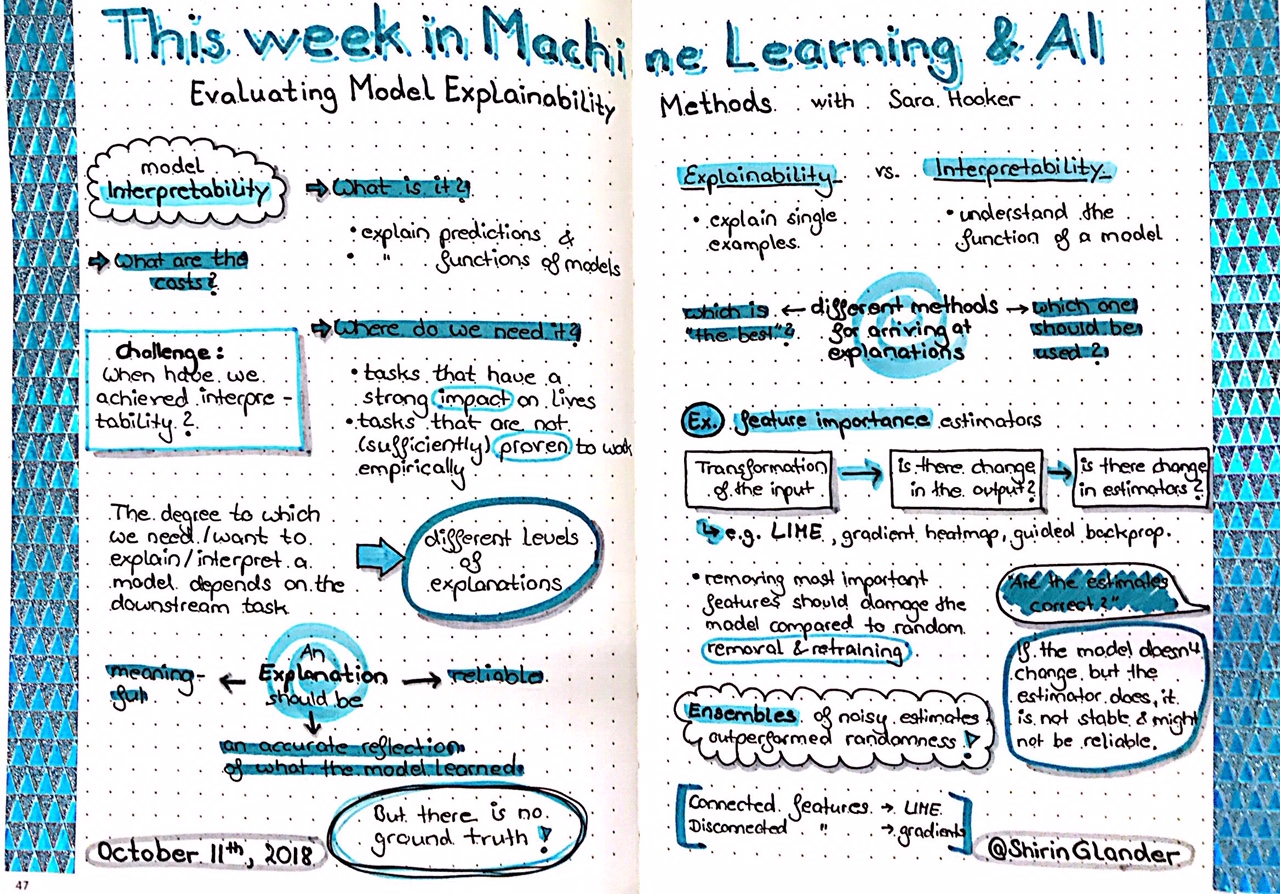 This week in Machine Learning & AI
Evaluating Model Explainability Methods with Sara Hooker
model
Interpretability
⇒ What is it?
• explain predictions &
• " functions of models
⇒ What are the
costs?
⇒ Where do we need it?
• tasks that have a
strong impact on lives
• tasks that are not
(sufficiently) proven to work
empirically
Challenge:
When have we
achieved interpre-
tability?
The degree to which
we need/want to
explain/interpret a
model depends on the
downstream task
different levels
of
explanations
An
Explanation
should be
meaning-
full
reliable
an accurate reflection
of what the model learned
But there is no
ground truth!
October 11th, 2018
47
Explainability vs. Interpretability
• explain single
examples
• understand the
function of a model
which is
"the best"?
← different methods →
for arriving at
explanations
which one
should be
used?
Ex. feature importance estimators
Transformation
of the input
→
is there change
in the output?
→
is there change
in estimators?
↳ e.g. LIME, gradient heatmap, guided backprop.
• removing most important
features should damage the
model compared to random
removal & retraining
"Are the estimates
correct?"
If the model doesn't
change but the
estimator does, it
is not stable & might
not be reliable.
Ensembles of noisy estimates
outperformed randomness!
Connected features → LIME
Disconnected " → gradients
@ShirinGlander